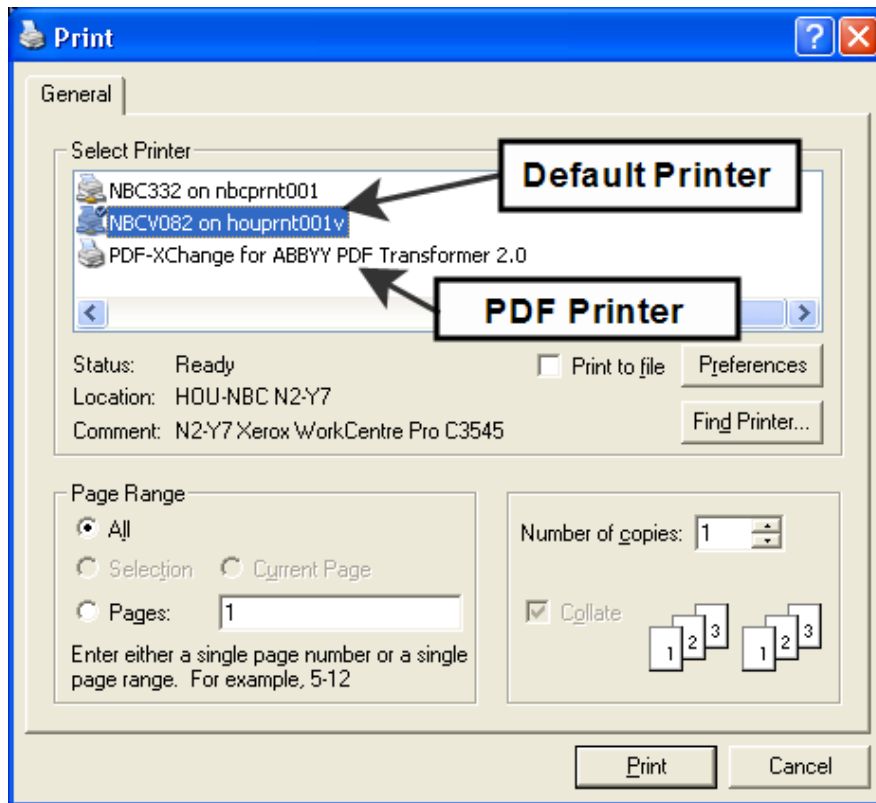 Print
General
Select Printer
NBC332 on nbcprnt001
Default Printer
NBCV082 on houprnt001v
PDF-XChange for ABBYY PDF Transformer 2.0
PDF Printer
Status: Ready
Print to file
Preferences
Location: HOU-NBC N2-Y7
Comment: N2-Y7 Xerox WorkCentre Pro C3545
Find Printer...
Page Range
All
Selection Current Page
Pages: 1
Enter either a single page number or a single
page range. For example, 5-12
Number of copies: 1
Collate
1 2 3 1 2 3
Print Cancel